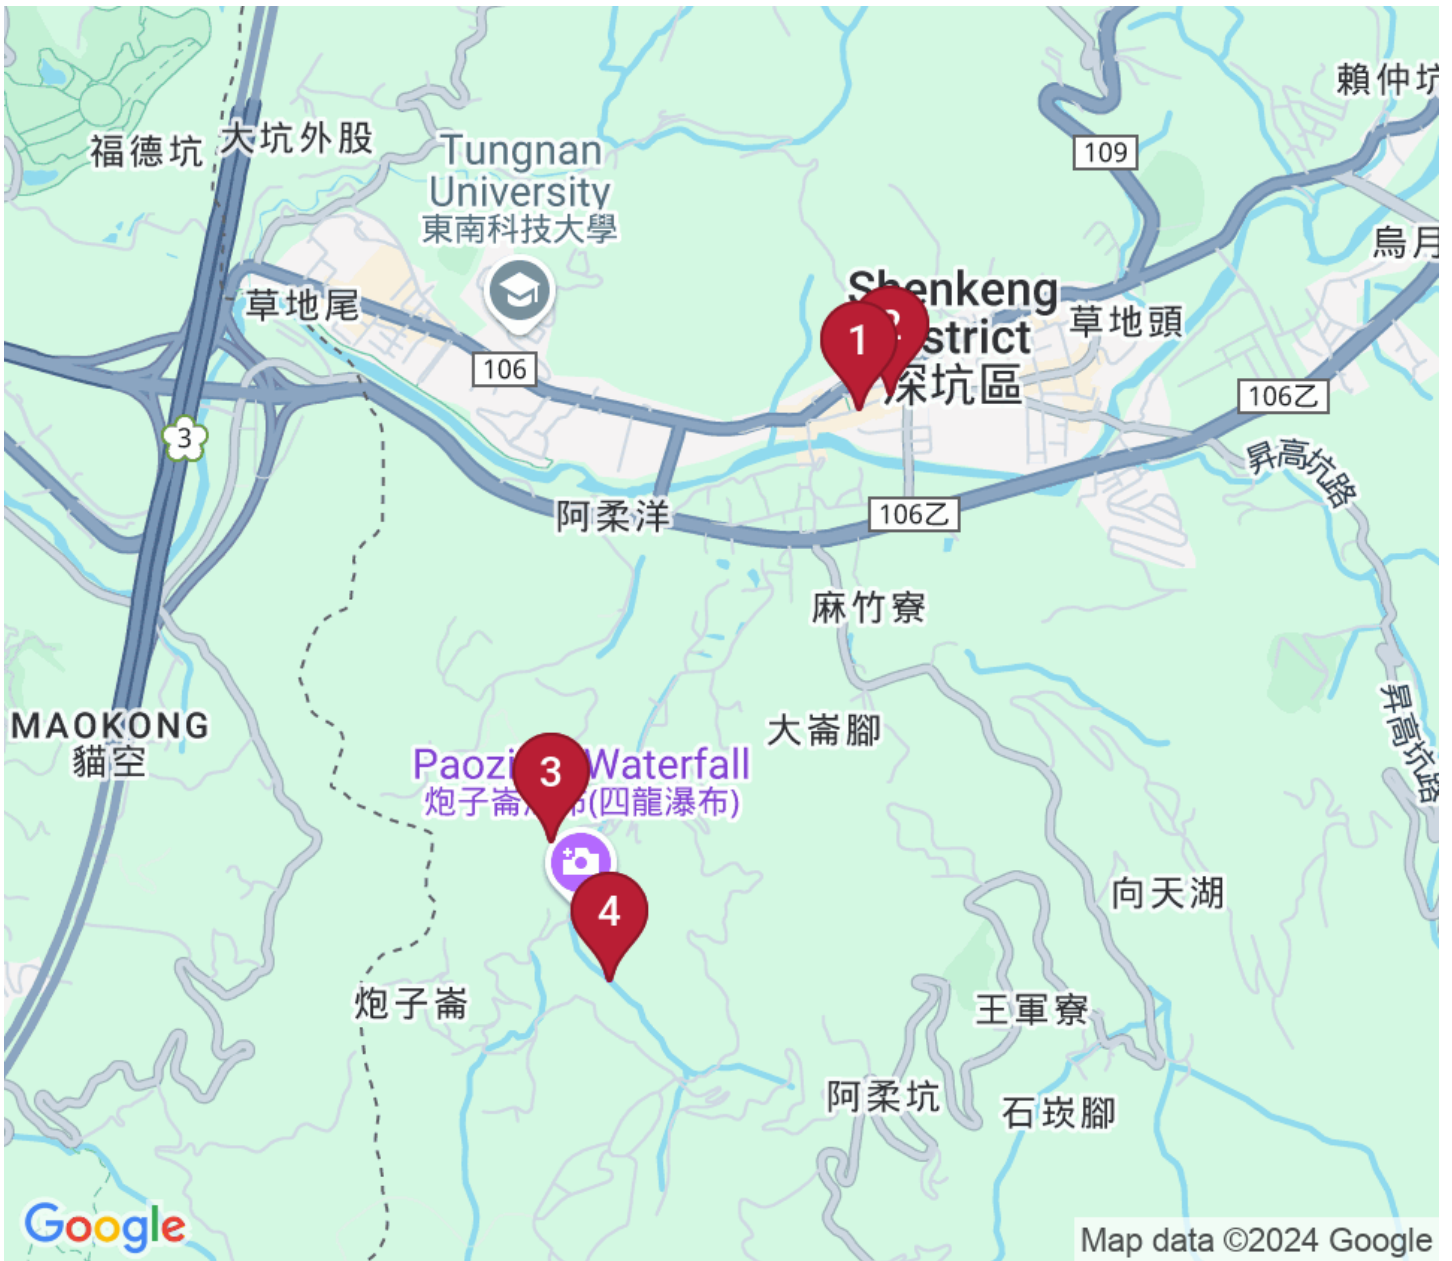 賴仲坑
109
福德坑
大坑外股
Tungnan
University
東南科技大學
烏月
草地尾
Shenkeng
1
2
strict
深坑區
草地頭
106
106乙
3
昇高坑路
阿柔洋
106乙
麻竹寮
MAOKONG
貓空
大崙腳
昇高坑路
3
Waterfall
炮子崙
布(四龍瀑布)
4
向天湖
炮子崙
王軍寮
阿柔坑
石崁腳
Google
Map data ©2024 Google